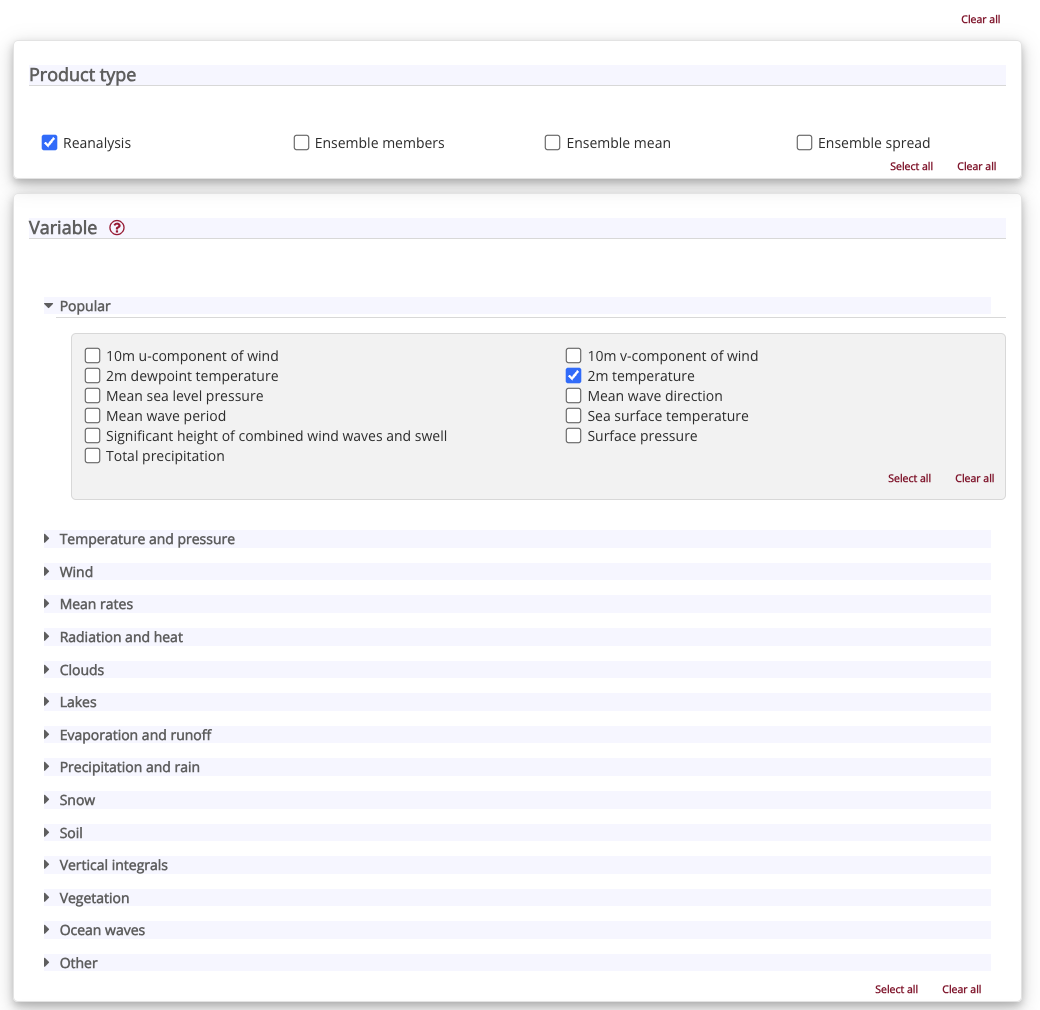 Clear all
Product type
Reanalysis Ensemble members Ensemble mean Ensemble spread
Select all Clear all
Variable ?
Popular
10m u-component of wind 10m v-component of wind
2m dewpoint temperature 2m temperature
Mean sea level pressure Mean wave direction
Mean wave period Sea surface temperature
Significant height of combined wind waves and swell Surface pressure
Total precipitation
Select all Clear all
Temperature and pressure
Wind
Mean rates
Radiation and heat
Clouds
Lakes
Evaporation and runoff
Precipitation and rain
Snow
Soil
Vertical integrals
Vegetation
Ocean waves
Other
Select all Clear all